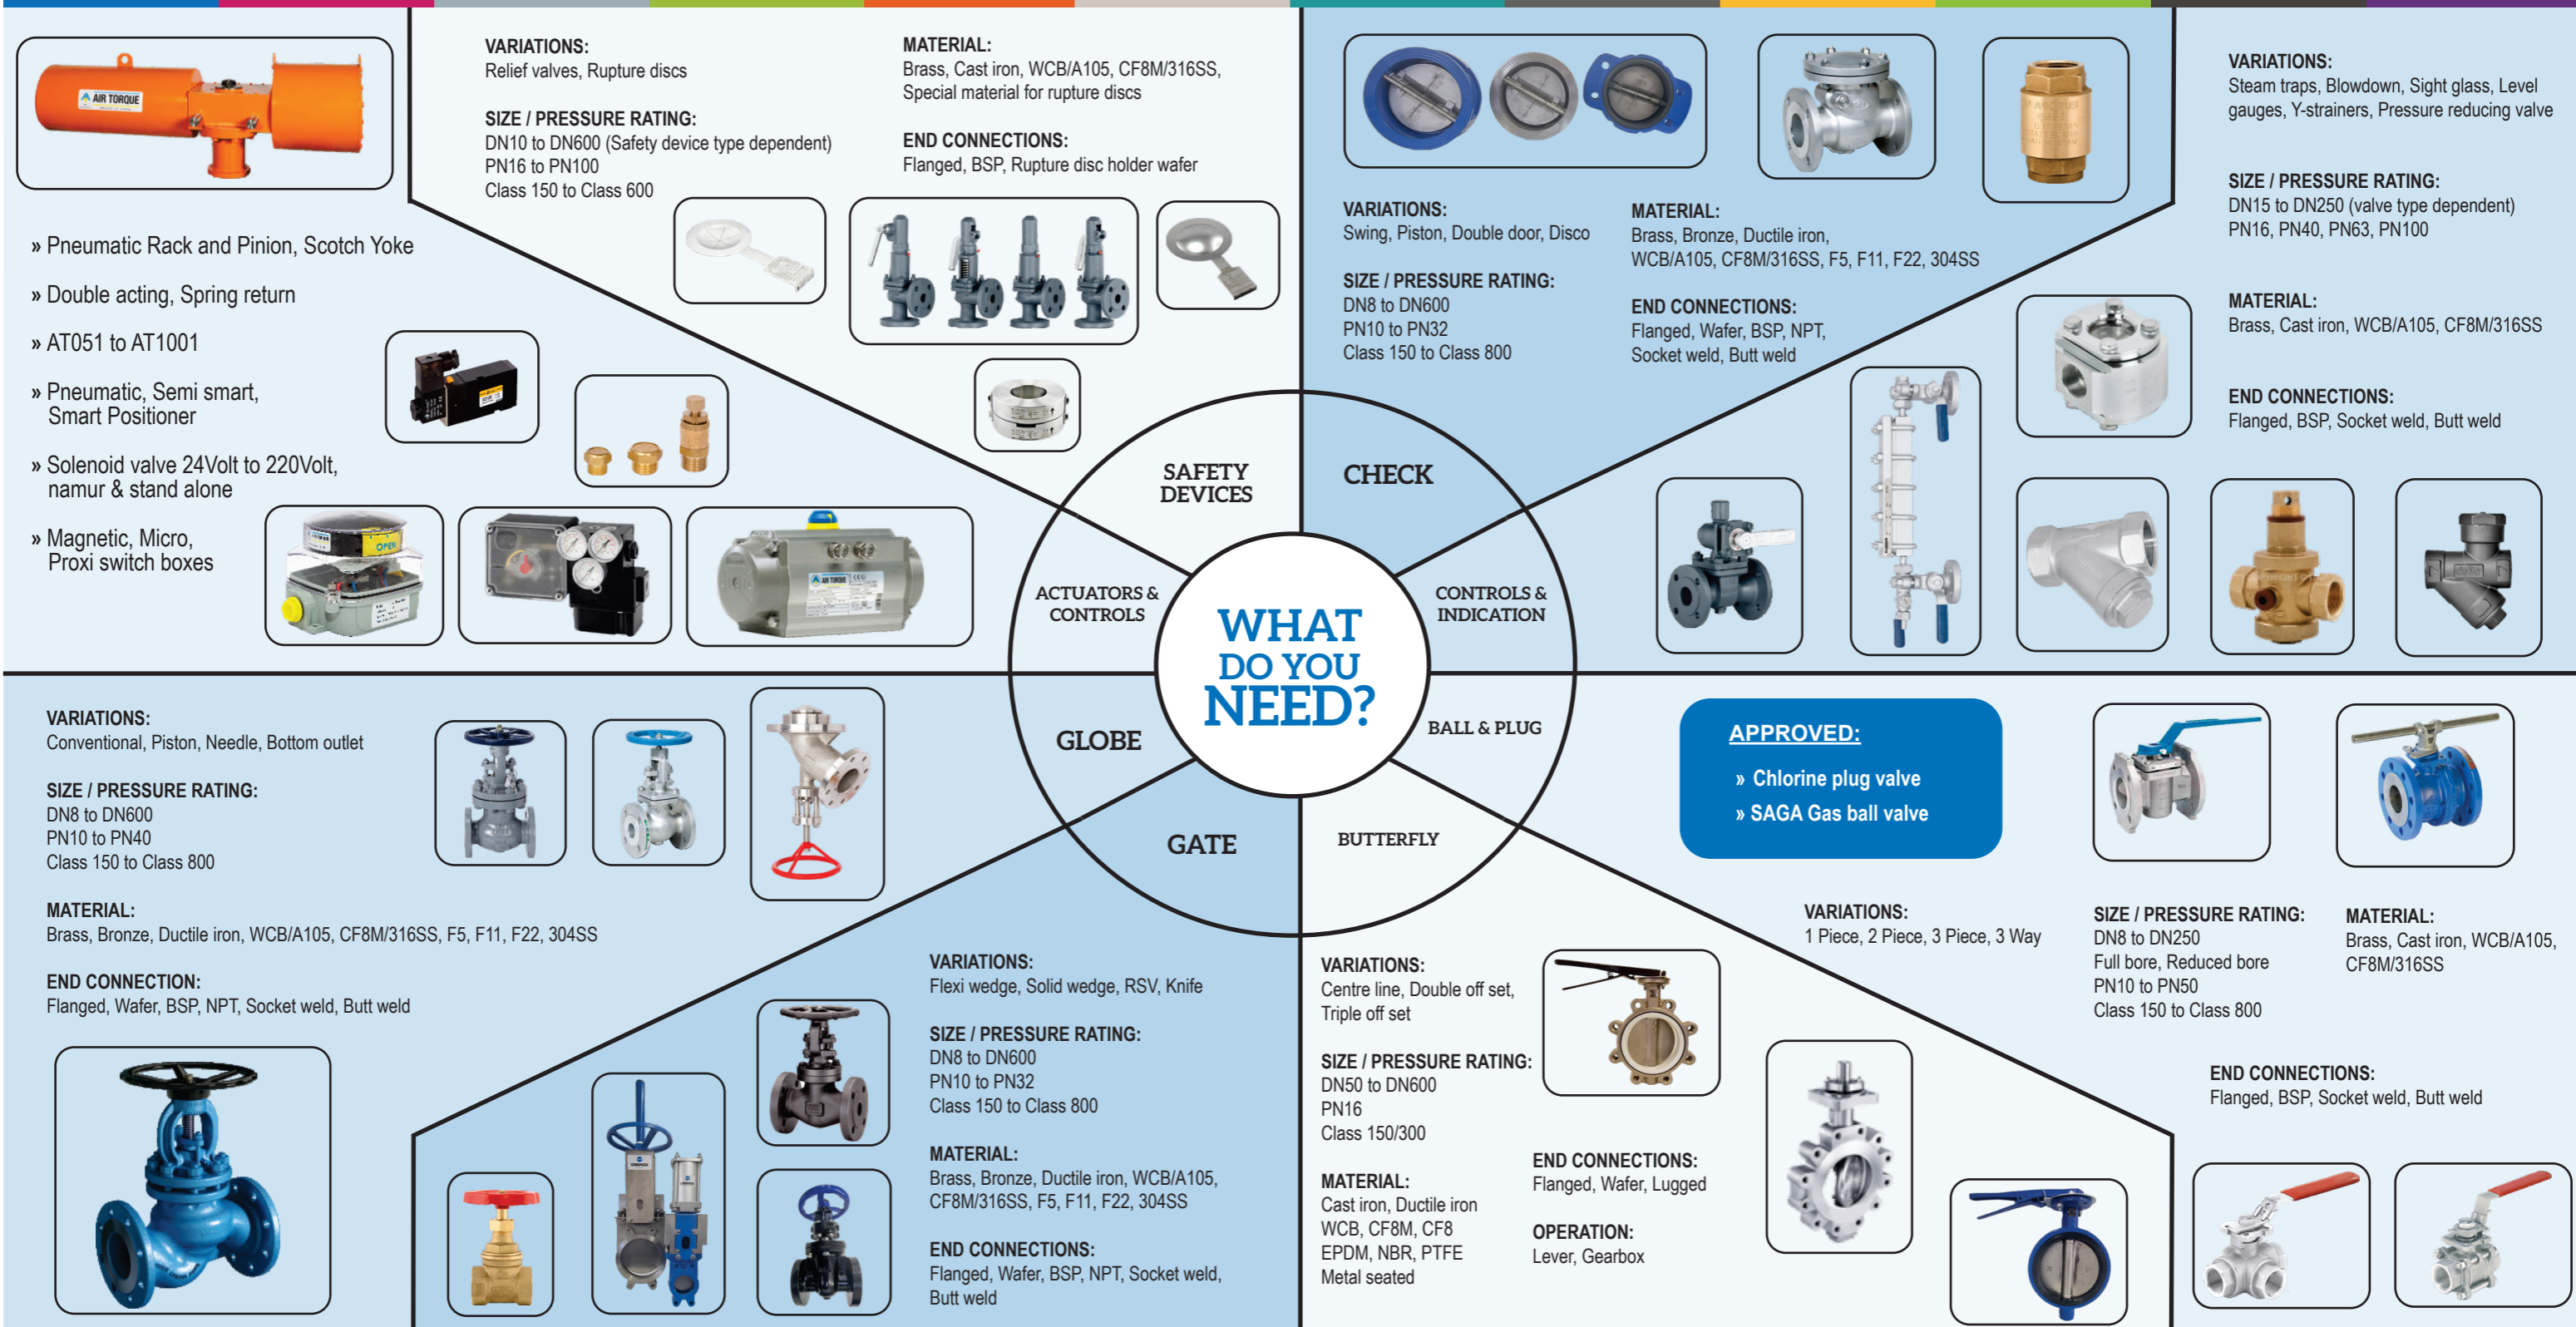 AIR TORQUE
» Pneumatic Rack and Pinion, Scotch Yoke
» Double acting, Spring return
» AT051 to AT1001
» Pneumatic, Semi smart,
Smart Positioner
» Solenoid valve 24Volt to 220Volt,
namur & stand alone
» Magnetic, Micro,
Proxi switch boxes
OPEN
AIR TORQUE
VARIATIONS:
Relief valves, Rupture discs
SIZE / PRESSURE RATING:
DN10 to DN600 (Safety device type dependent)
PN16 to PN100
Class 150 to Class 600
MATERIAL:
Brass, Cast iron, WCB/A105, CF8M/316SS,
Special material for rupture discs
END CONNECTIONS:
Flanged, BSP, Rupture disc holder wafer
VARIATIONS:
Swing, Piston, Double door, Disco
SIZE / PRESSURE RATING:
DN8 to DN600
PN10 to PN32
Class 150 to Class 800
MATERIAL:
Brass, Bronze, Ductile iron,
WCB/A105, CF8M/316SS, F5, F11, F22, 304SS
END CONNECTIONS:
Flanged, Wafer, BSP, NPT,
Socket weld, Butt weld
VARIATIONS:
Steam traps, Blowdown, Sight glass, Level
gauges, Y-strainers, Pressure reducing valve
SIZE / PRESSURE RATING:
DN15 to DN250 (valve type dependent)
PN16, PN40, PN63, PN100
MATERIAL:
Brass, Cast iron, WCB/A105, CF8M/316SS
END CONNECTIONS:
Flanged, BSP, Socket weld, Butt weld
SAFETY
DEVICES
CHECK
ACTUATORS &
CONTROLS
CONTROLS &
INDICATION
WHAT
DO YOU
NEED?
GLOBE
BALL & PLUG
GATE
BUTTERFLY
VARIATIONS:
Conventional, Piston, Needle, Bottom outlet
SIZE / PRESSURE RATING:
DN8 to DN600
PN10 to PN40
Class 150 to Class 800
MATERIAL:
Brass, Bronze, Ductile iron, WCB/A105, CF8M/316SS, F5, F11, F22, 304SS
END CONNECTION:
Flanged, Wafer, BSP, NPT, Socket weld, Butt weld
VARIATIONS:
Flexi wedge, Solid wedge, RSV, Knife
SIZE / PRESSURE RATING:
DN8 to DN600
PN10 to PN32
Class 150 to Class 800
MATERIAL:
Brass, Bronze, Ductile iron, WCB/A105,
CF8M/316SS, F5, F11, F22, 304SS
END CONNECTIONS:
Flanged, Wafer, BSP, NPT, Socket weld,
Butt weld
VARIATIONS:
Centre line, Double off set,
Triple off set
SIZE / PRESSURE RATING:
DN50 to DN600
PN16
Class 150/300
MATERIAL:
Cast iron, Ductile iron
WCB, CF8M, CF8
EPDM, NBR, PTFE
Metal seated
END CONNECTIONS:
Flanged, Wafer, Lugged
OPERATION:
Lever, Gearbox
APPROVED:
» Chlorine plug valve
» SAGA Gas ball valve
VARIATIONS:
1 Piece, 2 Piece, 3 Piece, 3 Way
SIZE / PRESSURE RATING:
DN8 to DN250
Full bore, Reduced bore
PN10 to PN50
Class 150 to Class 800
MATERIAL:
Brass, Cast iron, WCB/A105,
CF8M/316SS
END CONNECTIONS:
Flanged, BSP, Socket weld, Butt weld